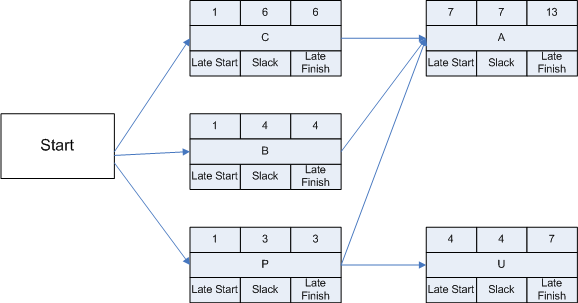 1 6 6
C
Late Start Slack Late Finish
7 7 13
A
Late Start Slack Late Finish
Start
1 4 4
B
Late Start Slack Late Finish
1 3 3
P
Late Start Slack Late Finish
4 4 7
U
Late Start Slack Late Finish